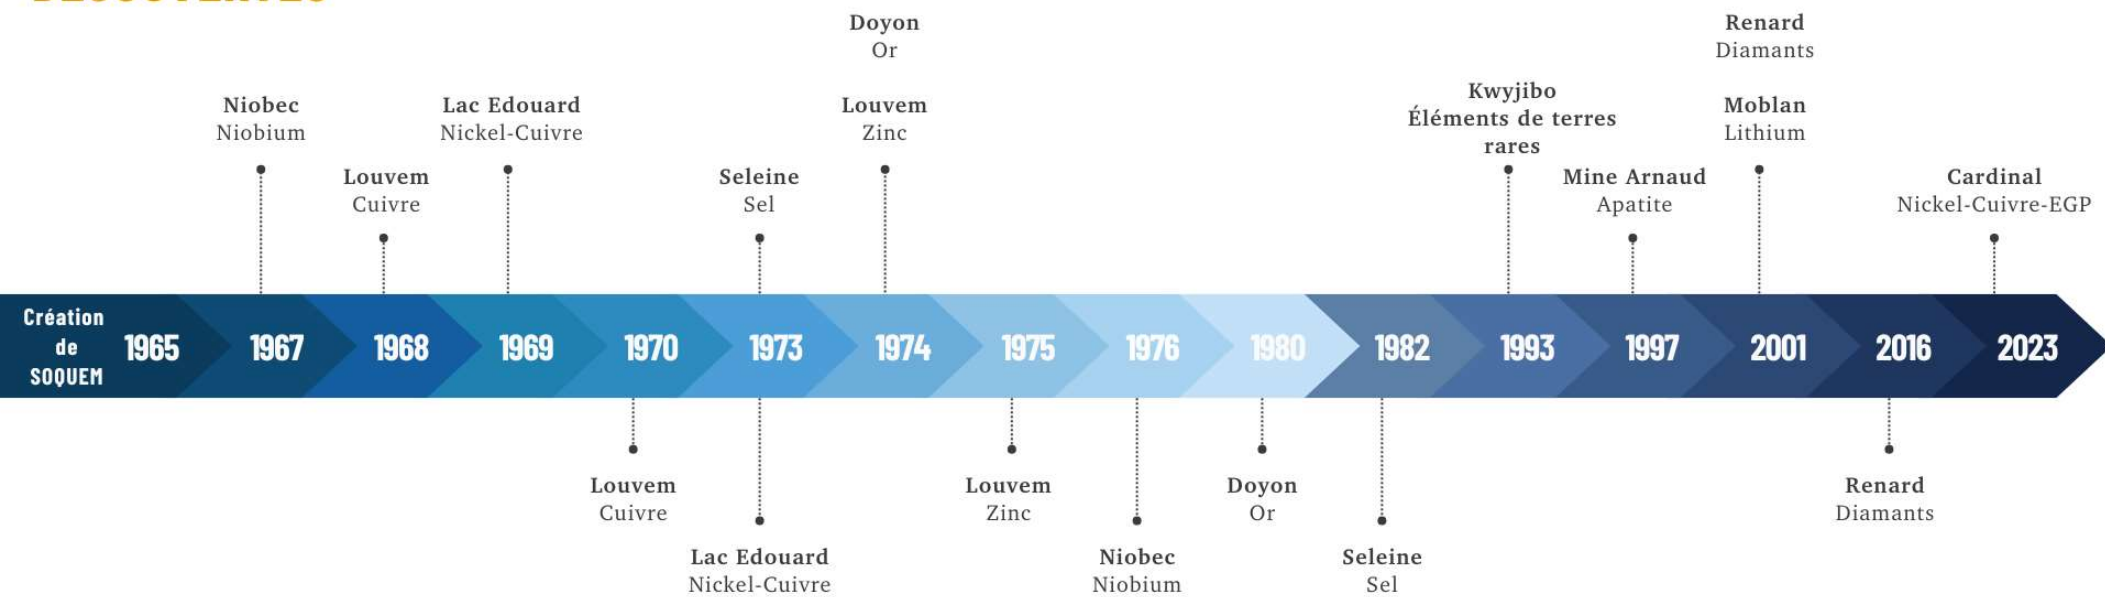 Doyon
Or
Renard
Diamants
Niobec
Niobium
Lac Edouard
Nickel-Cuivre
Louvem
Zinc
Kwyjibo
Éléments de terres
rares
Moblan
Lithium
Louvem
Cuivre
Seleine
Sel
Mine Arnaud
Apatite
Cardinal
Nickel-Cuivre-EGP
Création
de
SOQUEM
1965
1967
1968
1969
1970
1973
1974
1975
1976
1980
1982
1993
1997
2001
2016
2023
Louvem
Cuivre
Lac Edouard
Nickel-Cuivre
Louvem
Zinc
Niobec
Niobium
Doyon
Or
Seleine
Sel
Renard
Diamants